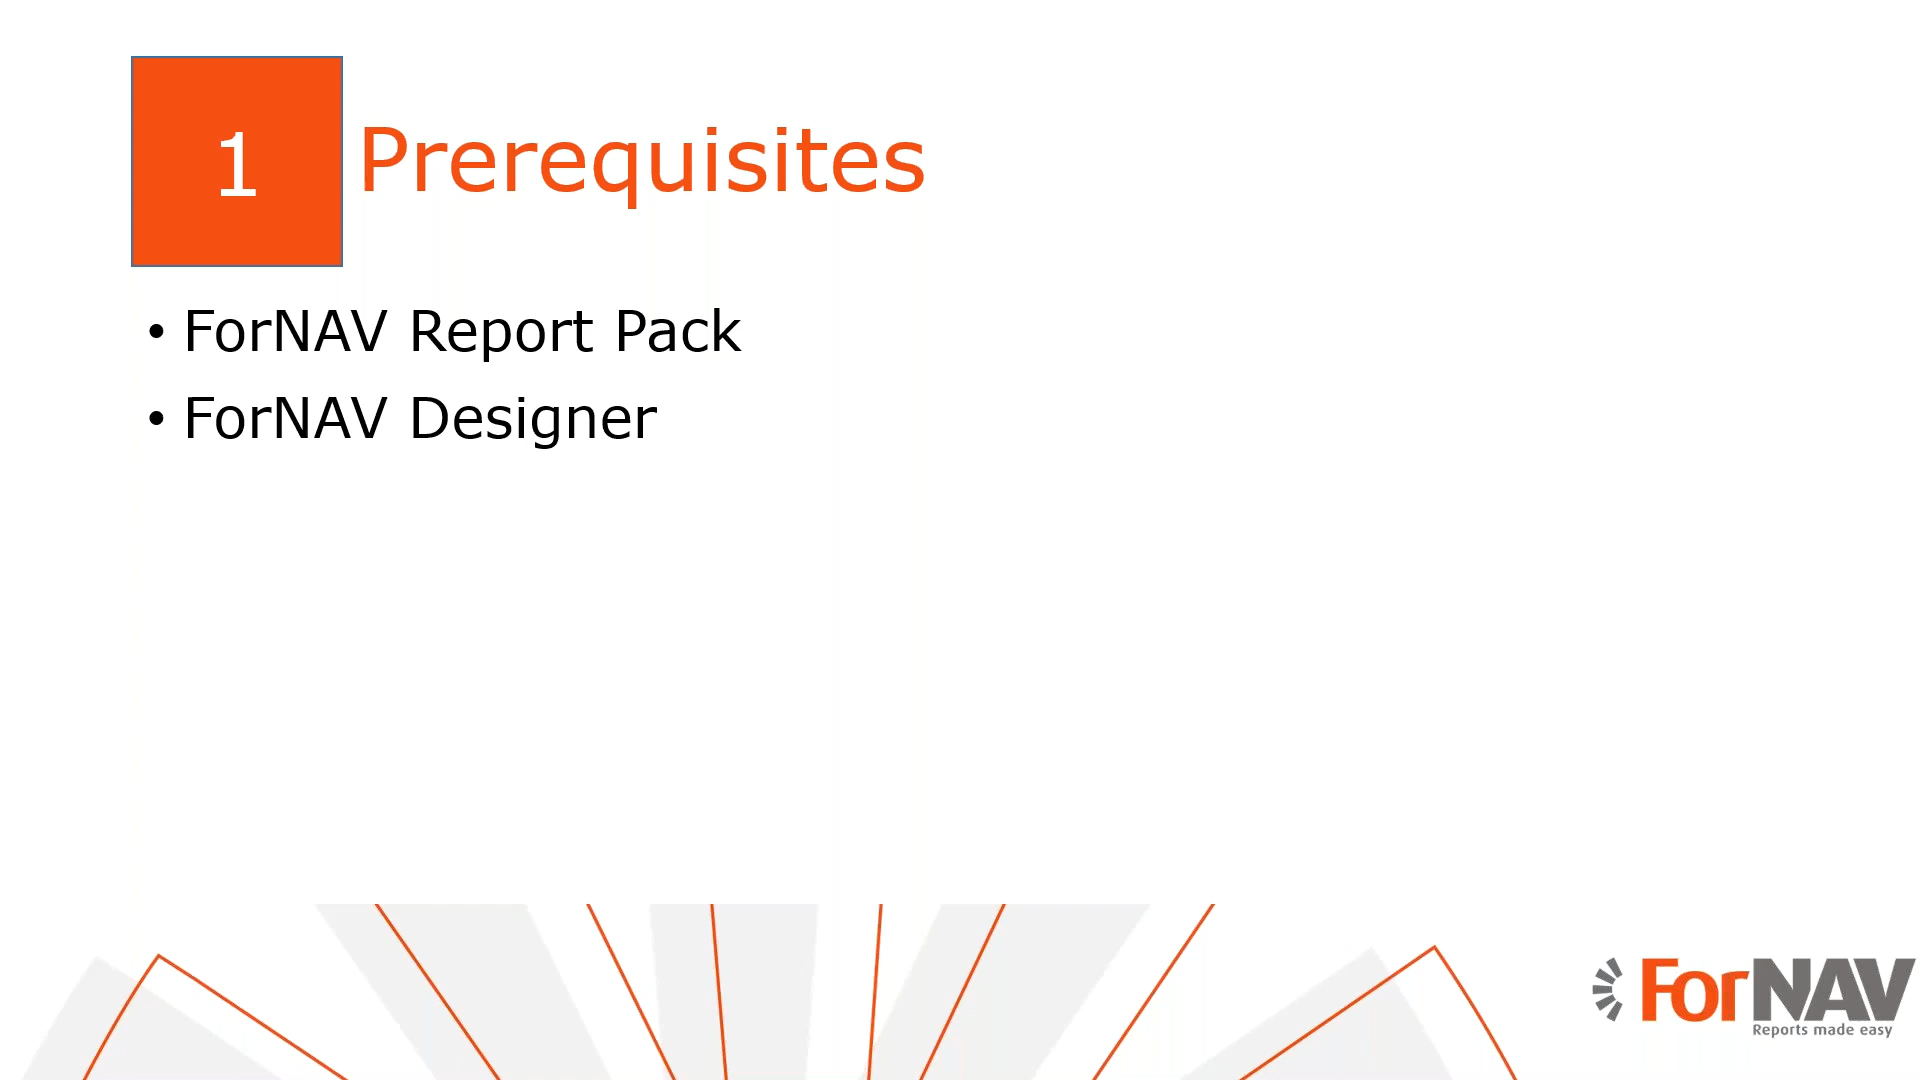 1
Prerequisites
• ForNAV Report Pack
• ForNAV Designer
ForNAV
Reports made easy